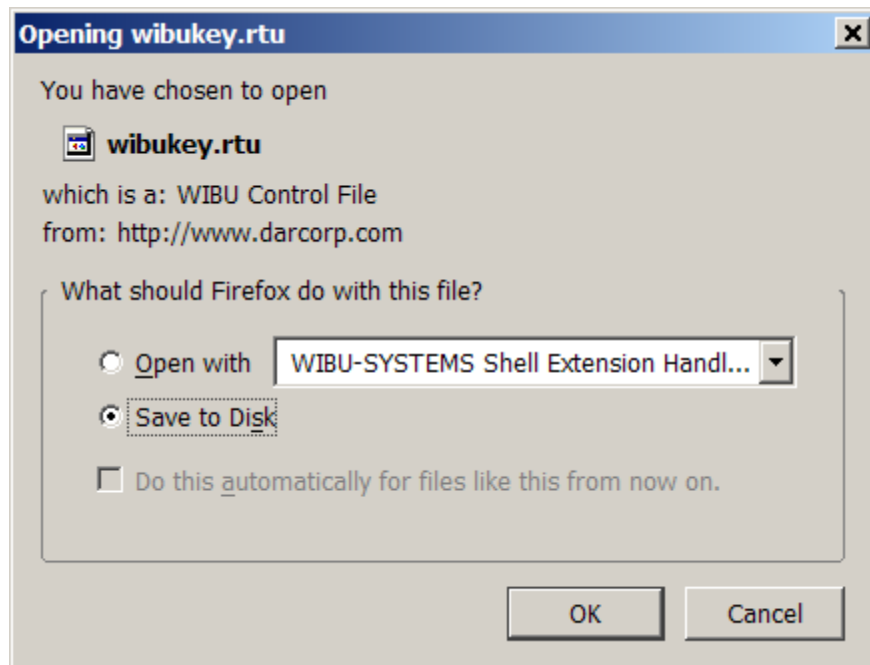 Opening wibukey.rtu
You have chosen to open
wibukey.rtu
which is a: WIBU Control File
from: http://www.darcorp.com
What should Firefox do with this file?
Open with WIBU-SYSTEMS Shell Extension Handl...
Save to Disk
Do this automatically for files like this from now on.
OK Cancel